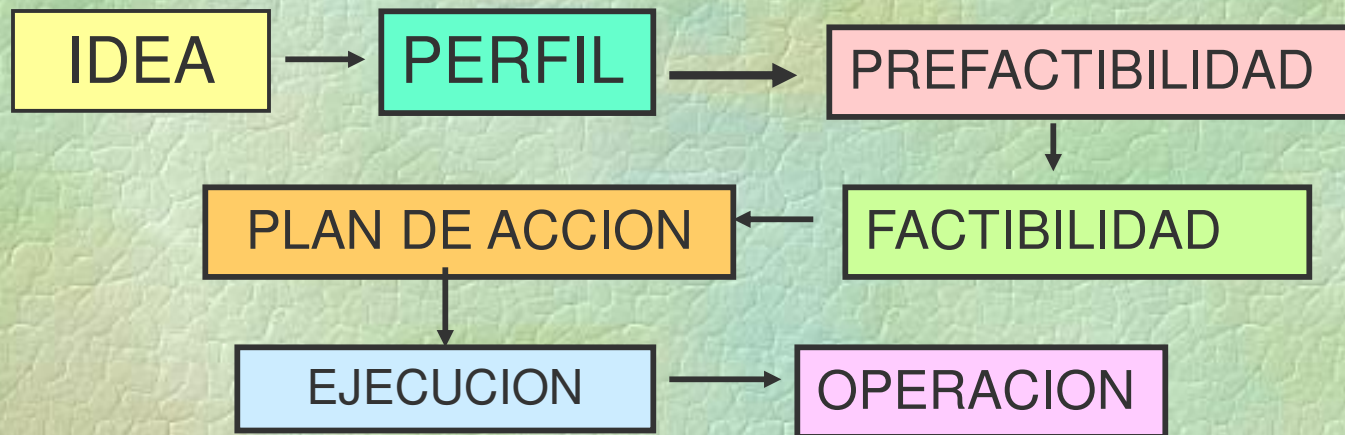 IDEA
PERFIL
PREFACTIBILIDAD
FACTIBILIDAD
PLAN DE ACCION
EJECUCION
OPERACION